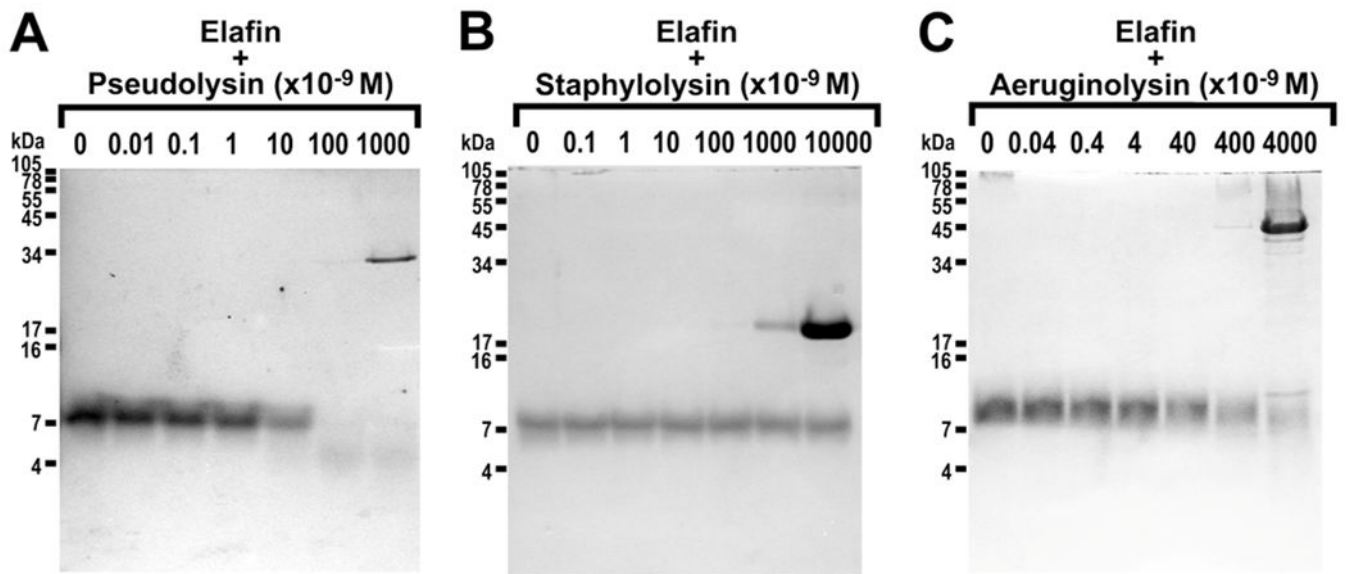 A
Elafin
+
Pseudolysin (x10-9 M)
kDa 0 0.01 0.1 1 10 100 1000
105
78
55
45
34
17
16
7
4
B
Elafin
+
Staphylolysin (x10-9 M)
kDa 0 0.1 1 10 100 1000 10000
105
78
55
45
34
17
16
7
4
C
Elafin
+
Aeruginolysin (x10-9 M)
kDa 0 0.04 0.4 4 40 400 4000
105
78
55
45
34
17
16
7
4